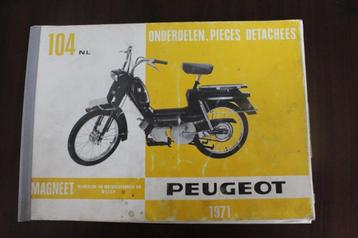 104 NL
ONDERDELEN, PIECES DETACHEES
MAGNEET
PEUGEOT
1971